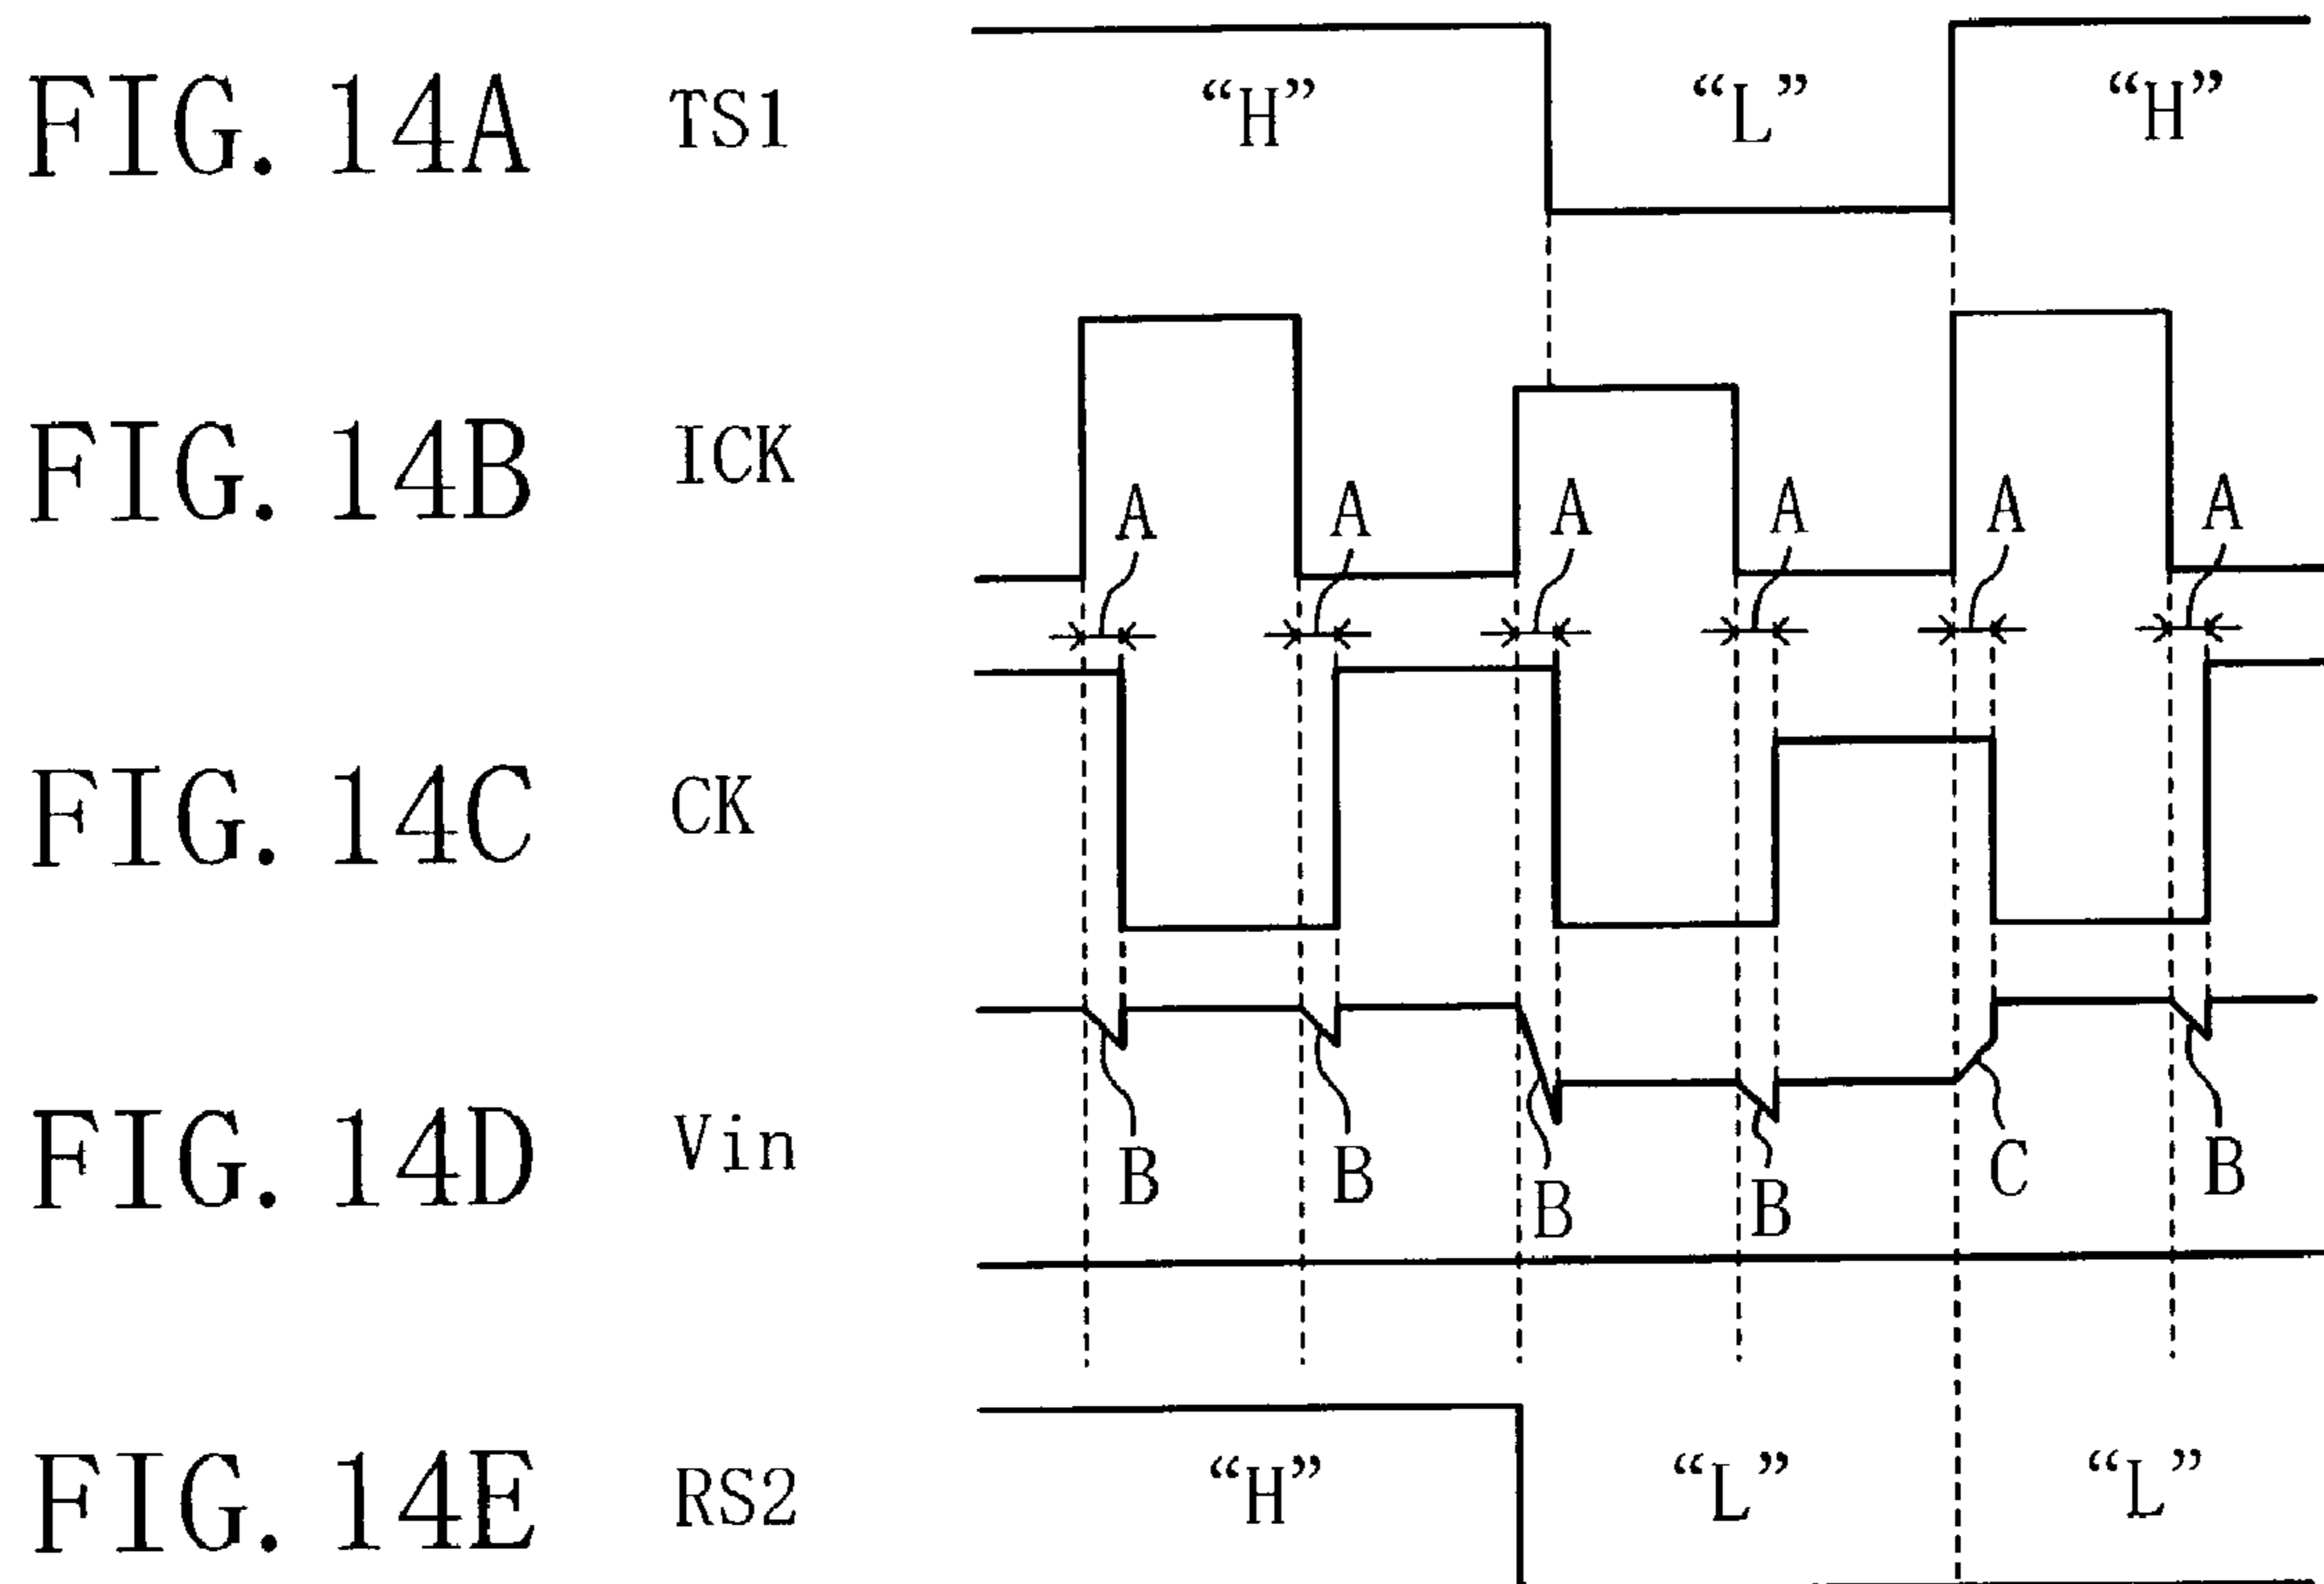 FIG. 14A TS1 “H” “L” “H”
FIG. 14B ICK
A A A A A A
FIG. 14C CK
FIG. 14D Vin
B B B B C B
FIG. 14E RS2 “H” “L” “L”